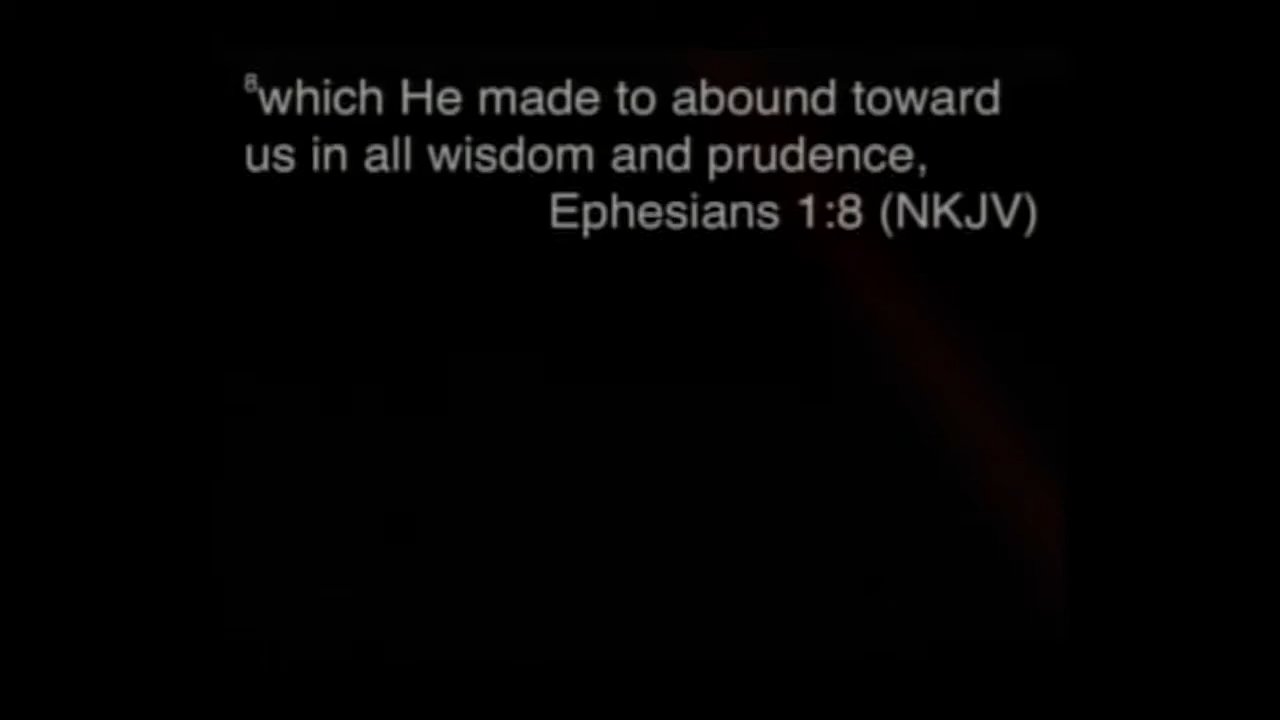 ⁸which He made to abound toward
us in all wisdom and prudence,
Ephesians 1:8 (NKJV)